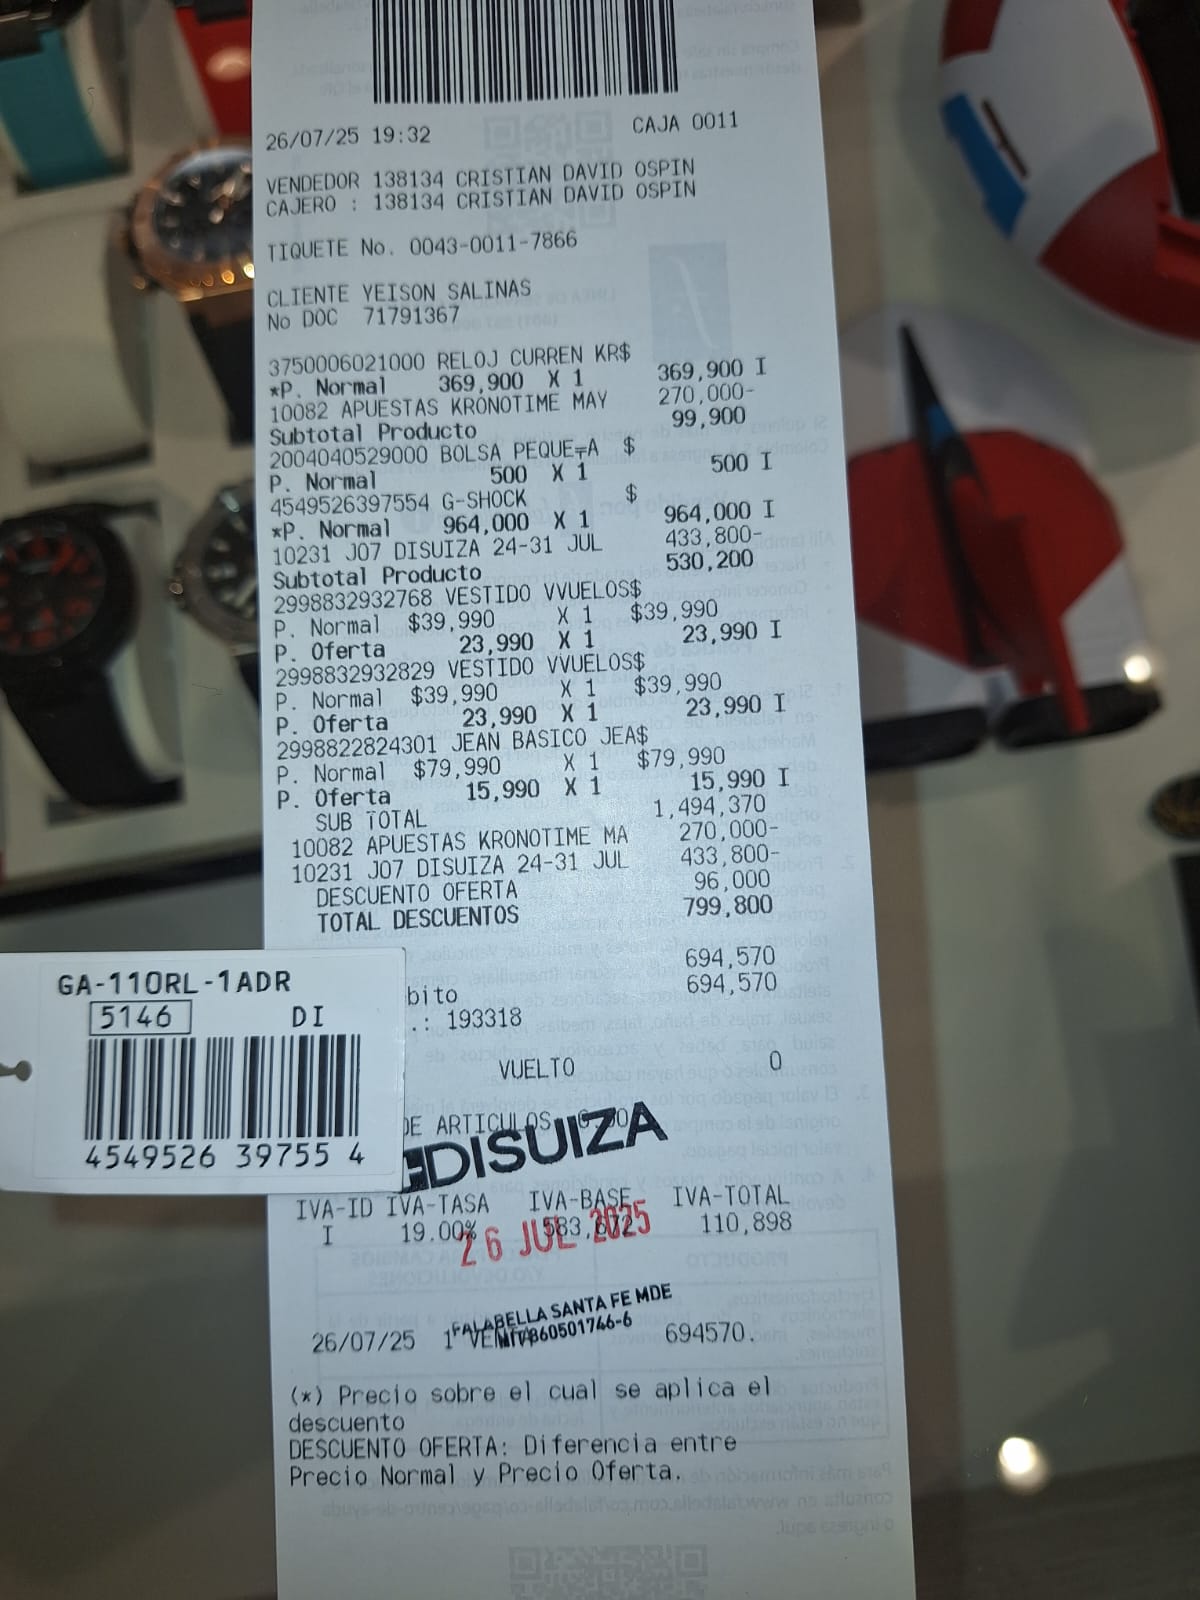 26/07/25 19:32 CAJA 0011
VENDEDOR 138134 CRISTIAN DAVID OSPIN
CAJERO : 138134 CRISTIAN DAVID OSPIN
TIQUETE No. 0043-0011-7866
CLIENTE YEISON SALINAS
No DOC 71791367
3750006021000 RELOJ CURREN KR$
*P. Normal 369,900 X 1 369,900 I
10082 APUESTAS KRONOTIME MAY 270,000-
Subtotal Producto 99,900
2004040529000 BOLSA PEQUE╤A $
P. Normal 500 X 1 500 I
4549526397554 G-SHOCK $
*P. Normal 964,000 X 1 964,000 I
10231 J07 DISUIZA 24-31 JUL 433,800-
Subtotal Producto 530,200
2998832932768 VESTIDO VVUELOS$
P. Normal $39,990 X 1 $39,990
P. Oferta 23,990 X 1 23,990 I
2998832932829 VESTIDO VVUELOS$
P. Normal $39,990 X 1 $39,990
P. Oferta 23,990 X 1 23,990 I
2998822824301 JEAN BASICO JEA$
P. Normal $79,990 X 1 $79,990
P. Oferta 15,990 X 1 15,990 I
SUB TOTAL 1,494,370
10082 APUESTAS KRONOTIME MA 270,000-
10231 J07 DISUIZA 24-31 JUL 433,800-
DESCUENTO OFERTA 96,000
TOTAL DESCUENTOS 799,800
694,570
bito 694,570
.: 193318
VUELTO 0
DE ARTICULOS
DISUIZA
IVA-ID IVA-TASA IVA-BASE IVA-TOTAL
I 19.00% 583,672 110,898
26 JUL 2025
FALABELLA SANTA FE MDE
NIT 860501746-6
26/07/25 694570.
(*) Precio sobre el cual se aplica el
descuento
DESCUENTO OFERTA: Diferencia entre
Precio Normal y Precio Oferta.
GA-110RL-1ADR
5146 DI
4549526 39755 4